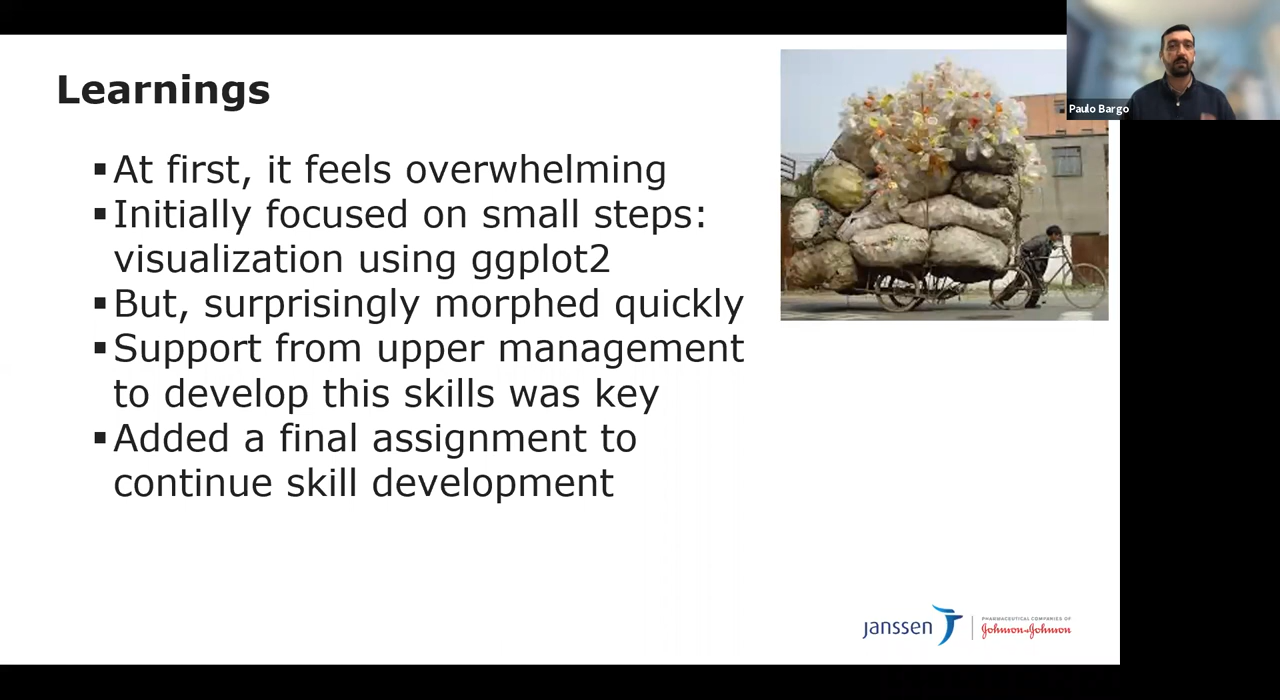 Learnings
▪At first, it feels overwhelming
▪Initially focused on small steps:
visualization using ggplot2
▪But, surprisingly morphed quickly
▪Support from upper management
to develop this skills was key
▪Added a final assignment to
continue skill development
Paulo Bargo
janssen
PHARMACEUTICAL COMPANIES OF
Johnson&Johnson